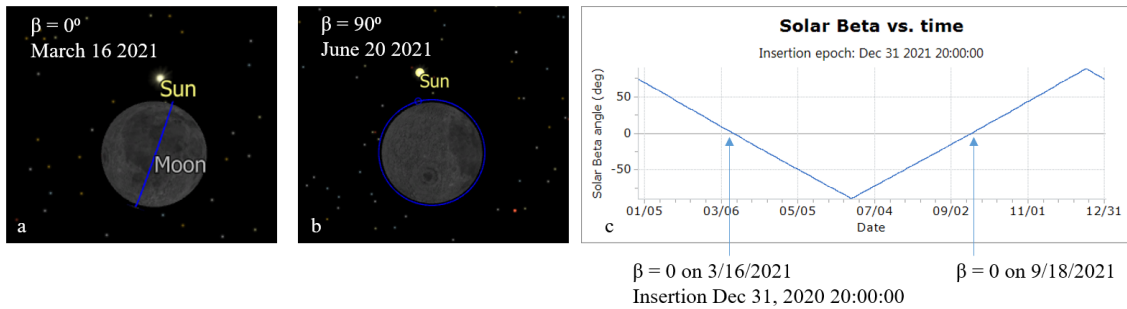 β = 0º
March 16 2021
Sun
Moon
a
β = 90º
June 20 2021
Sun
b
Solar Beta vs. time
Insertion epoch: Dec 31 2021 20:00:00
Solar Beta angle (deg)
50
0
-50
01/05 03/06 05/05 07/04 09/02 11/01 12/31
Date
c
β = 0 on 3/16/2021
Insertion Dec 31, 2020 20:00:00
β = 0 on 9/18/2021